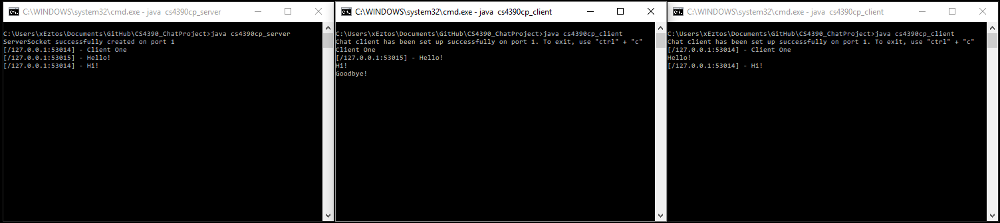 C:\WINDOWS\system32\cmd.exe - java  cs4390cp_server
C:\Users\xEztos\Documents\GitHub\CS4390_ChatProject>java cs4390cp_server
ServerSocket successfully created on port 1
[/127.0.0.1:53014] - Client One
[/127.0.0.1:53015] - Hello!
[/127.0.0.1:53014] - Hi!
C:\WINDOWS\system32\cmd.exe - java  cs4390cp_client
C:\Users\xEztos\Documents\GitHub\CS4390_ChatProject>java cs4390cp_client
Chat client has been set up successfully on port 1. To exit, use "ctrl" + "c"
Client One
[/127.0.0.1:53015] - Hello!
Hi!
Goodbye!
C:\WINDOWS\system32\cmd.exe - java  cs4390cp_client
C:\Users\xEztos\Documents\GitHub\CS4390_ChatProject>java cs4390cp_client
Chat client has been set up successfully on port 1. To exit, use "ctrl" + "c"
[/127.0.0.1:53014] - Client One
Hello!
[/127.0.0.1:53014] - Hi!